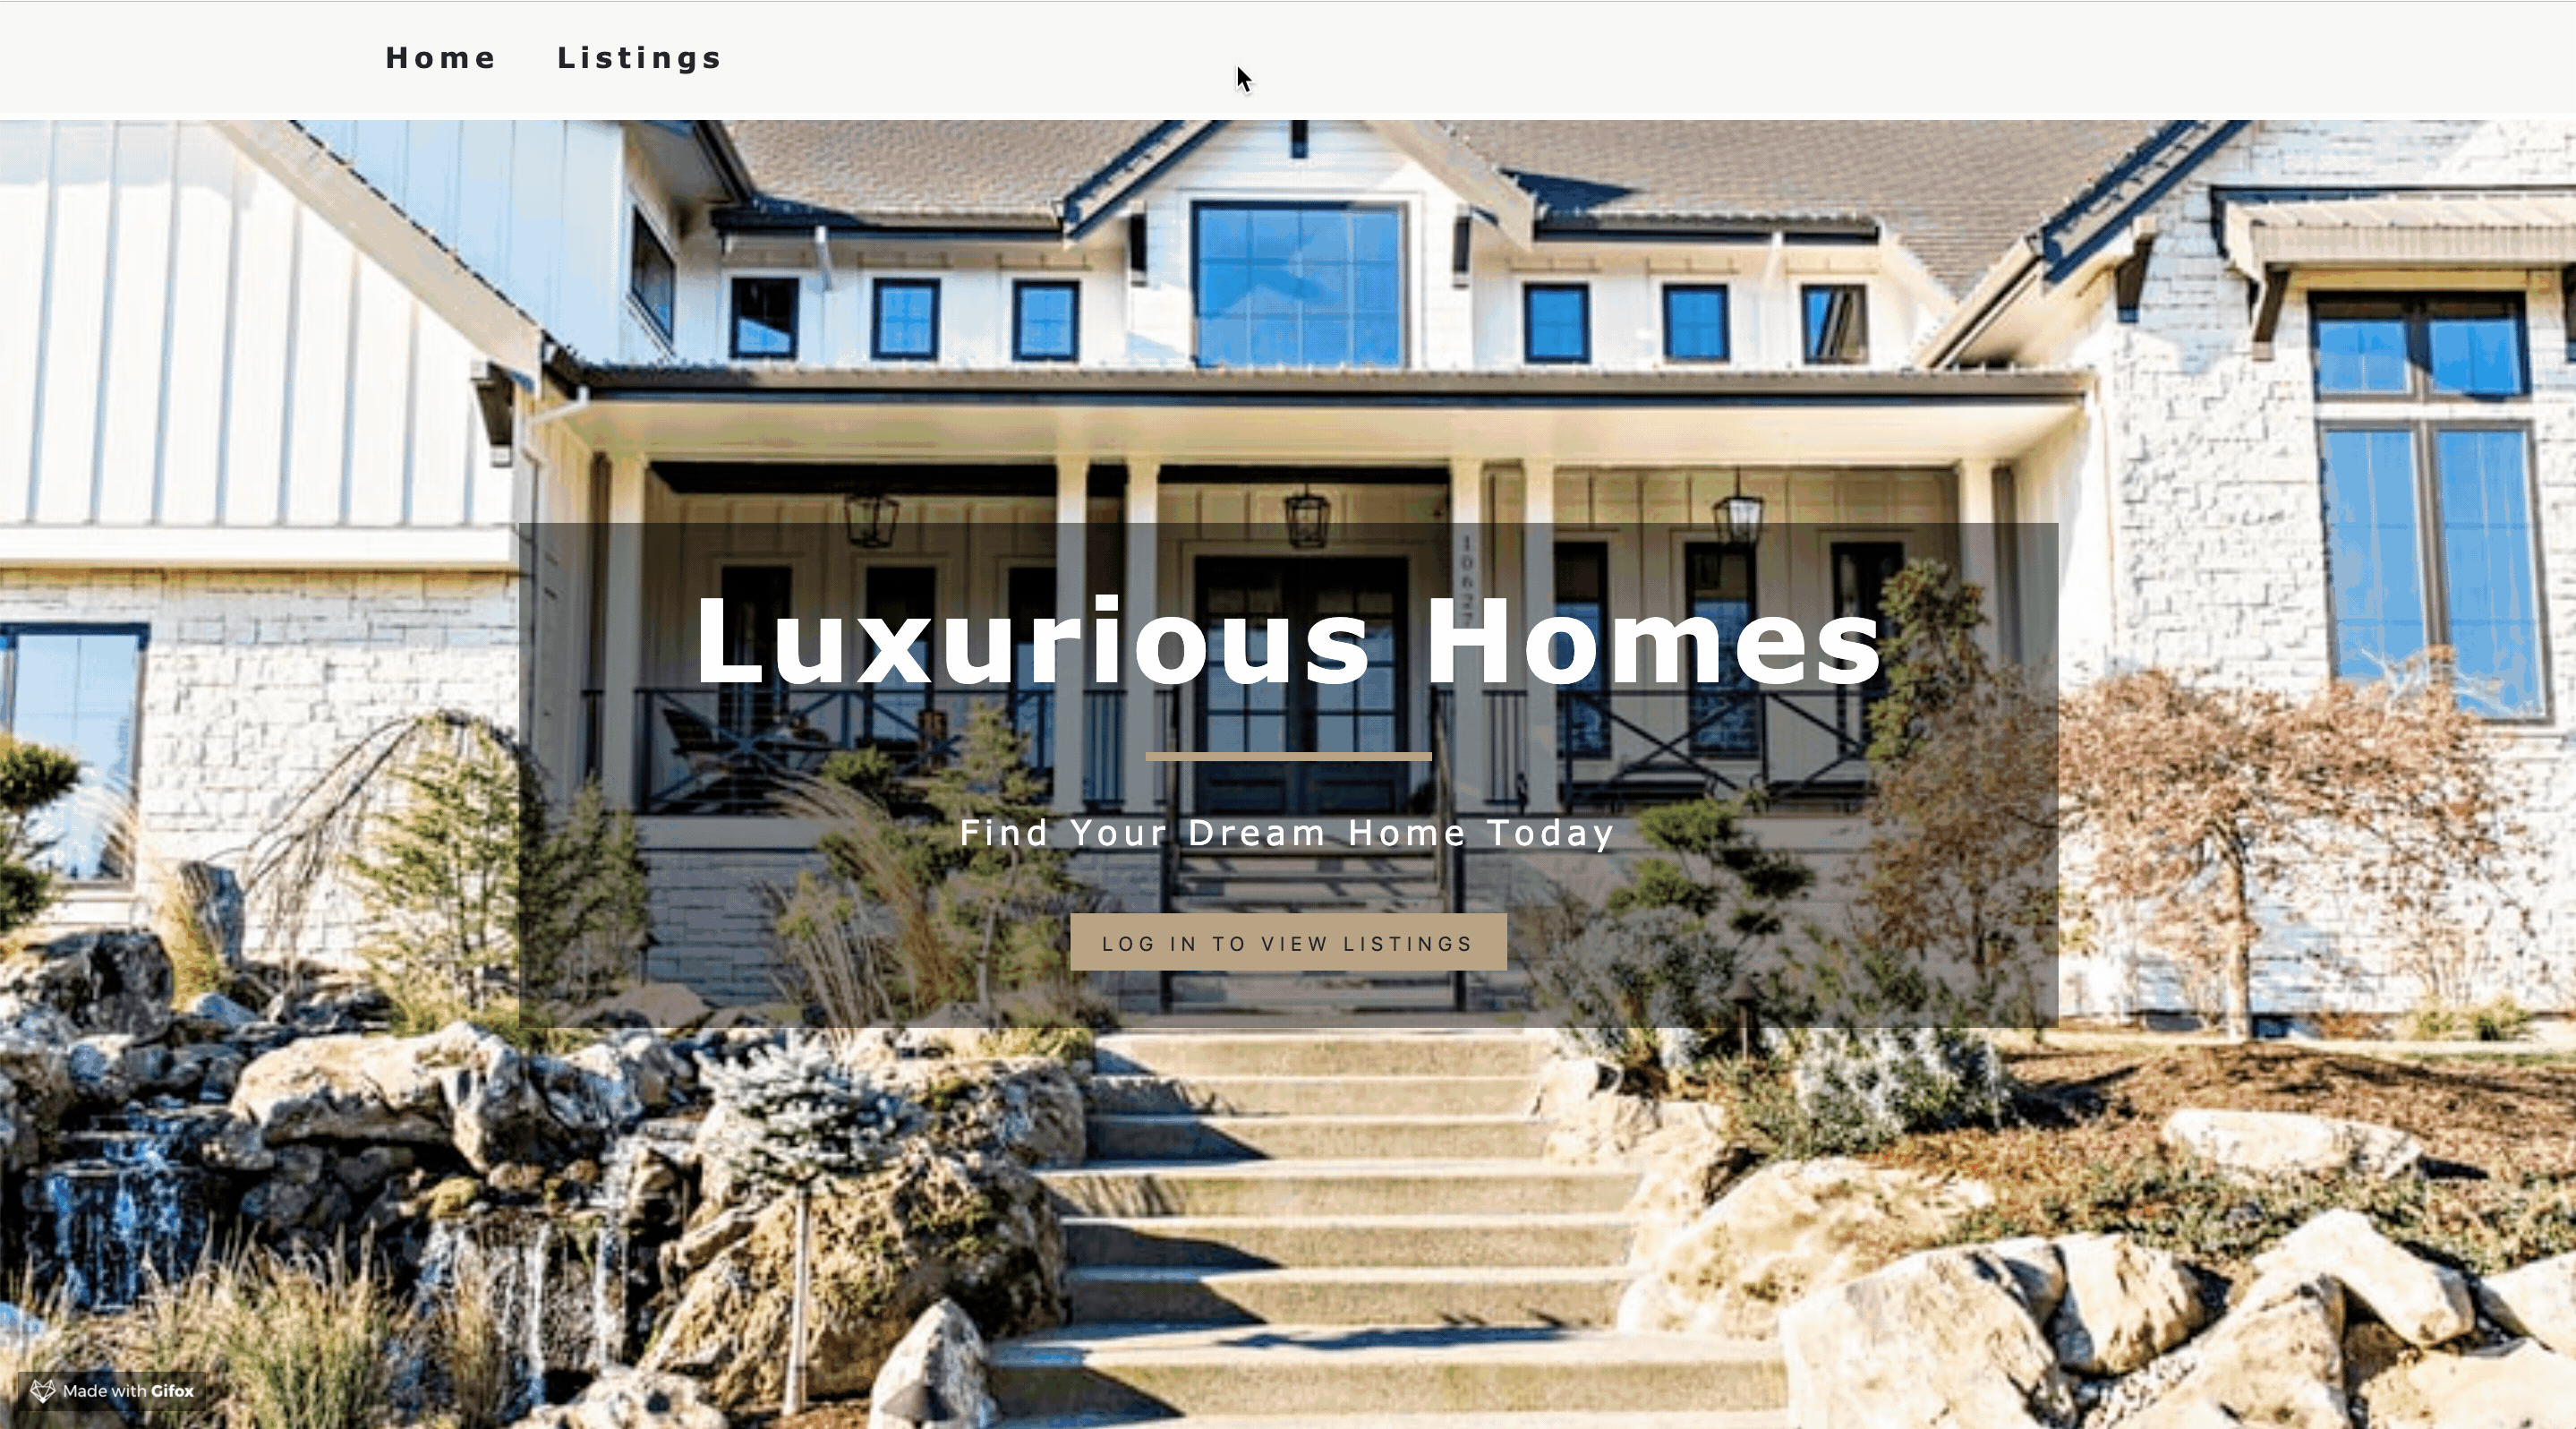 Home Listings
Luxurious Homes
Find Your Dream Home Today
LOG IN TO VIEW LISTINGS
Made with Gifox